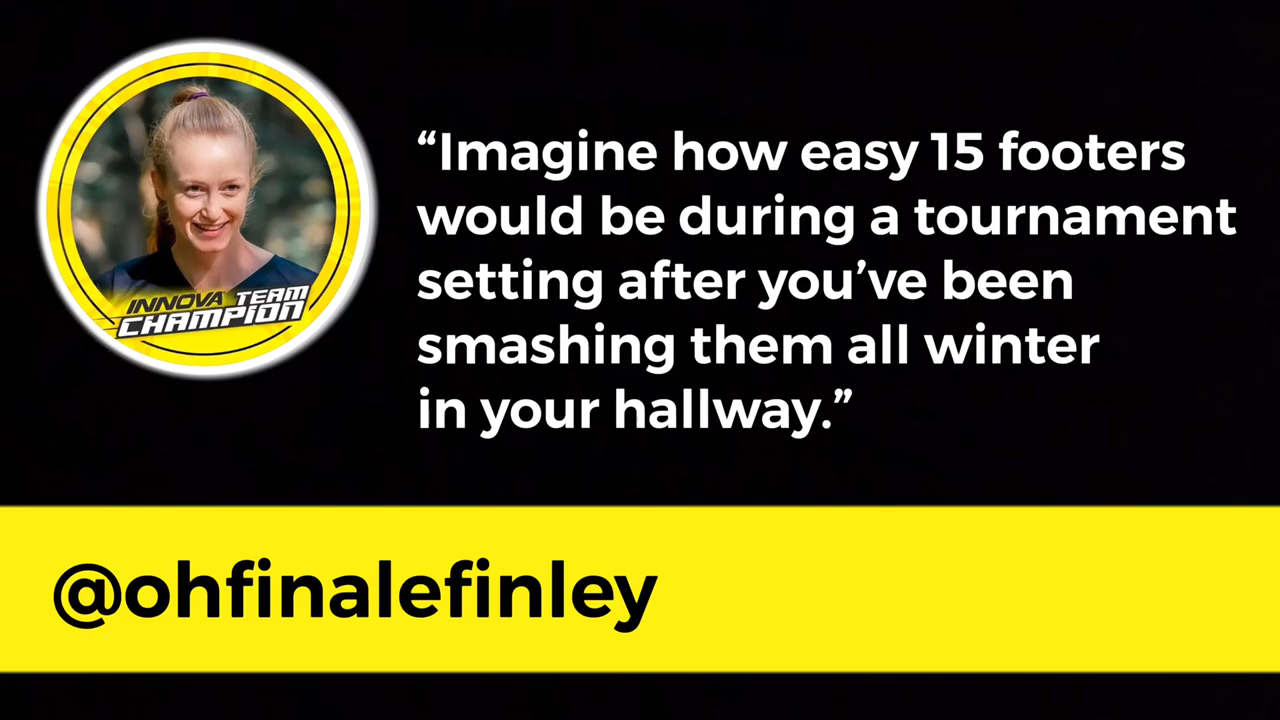 INNOVA TEAM
CHAMPION
“Imagine how easy 15 footers
would be during a tournament
setting after you’ve been
smashing them all winter
in your hallway.”
@ohfinalefinley